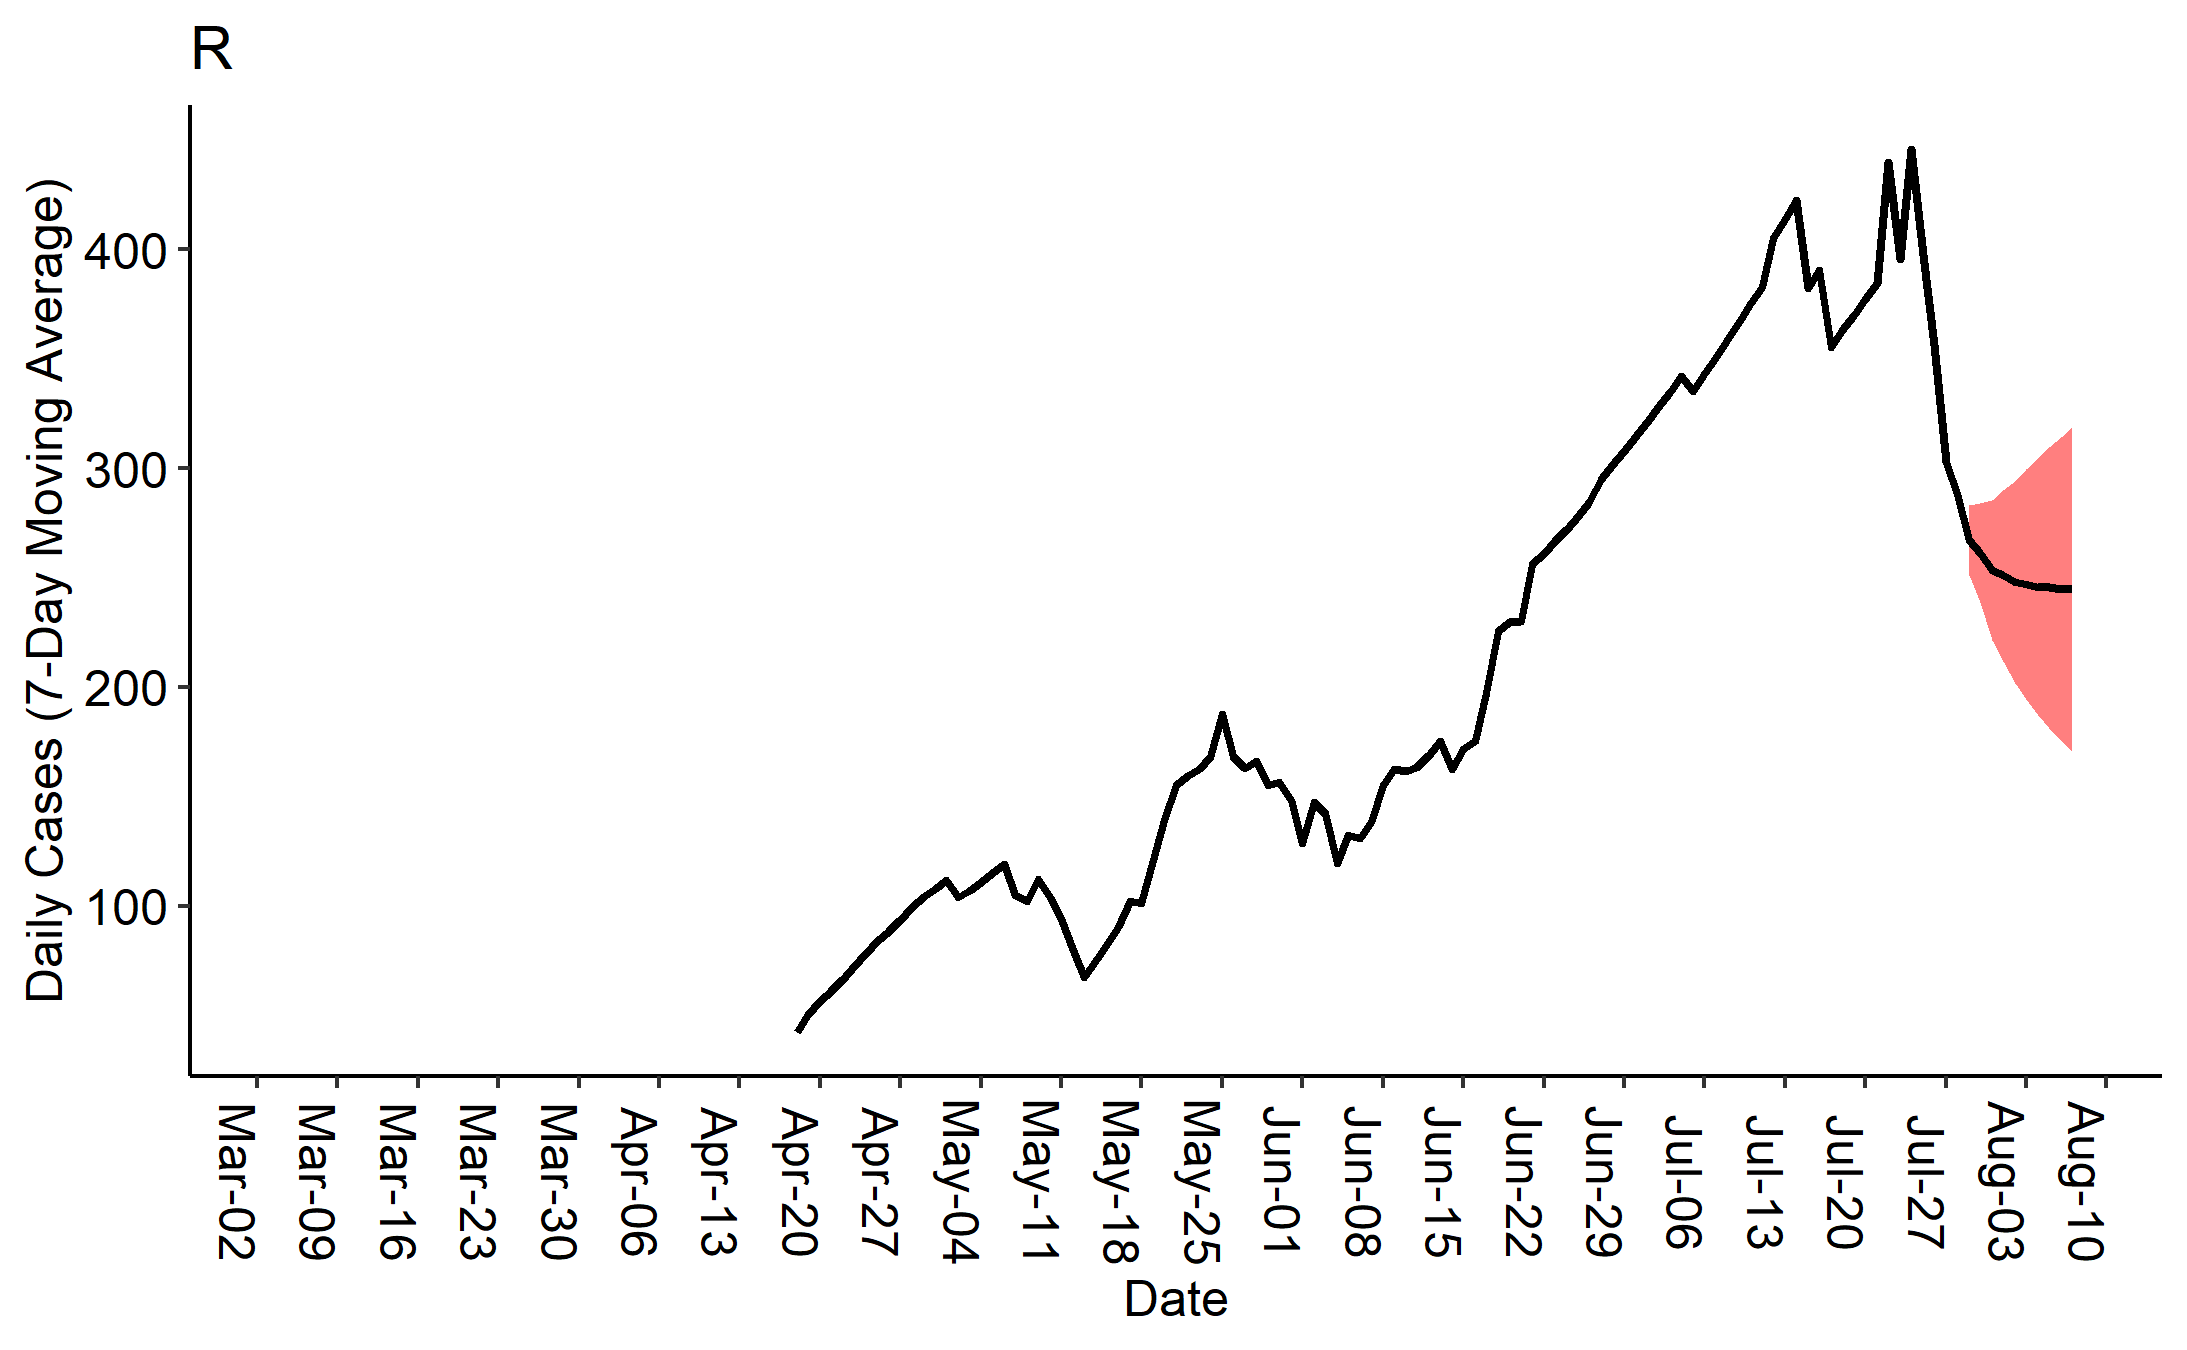 R
Daily Cases (7-Day Moving Average)
400
300
200
100
Mar-02
Mar-09
Mar-16
Mar-23
Mar-30
Apr-06
Apr-13
Apr-20
Apr-27
May-04
May-11
May-18
May-25
Jun-01
Jun-08
Jun-15
Jun-22
Jun-29
Jul-06
Jul-13
Jul-20
Jul-27
Aug-03
Aug-10
Date